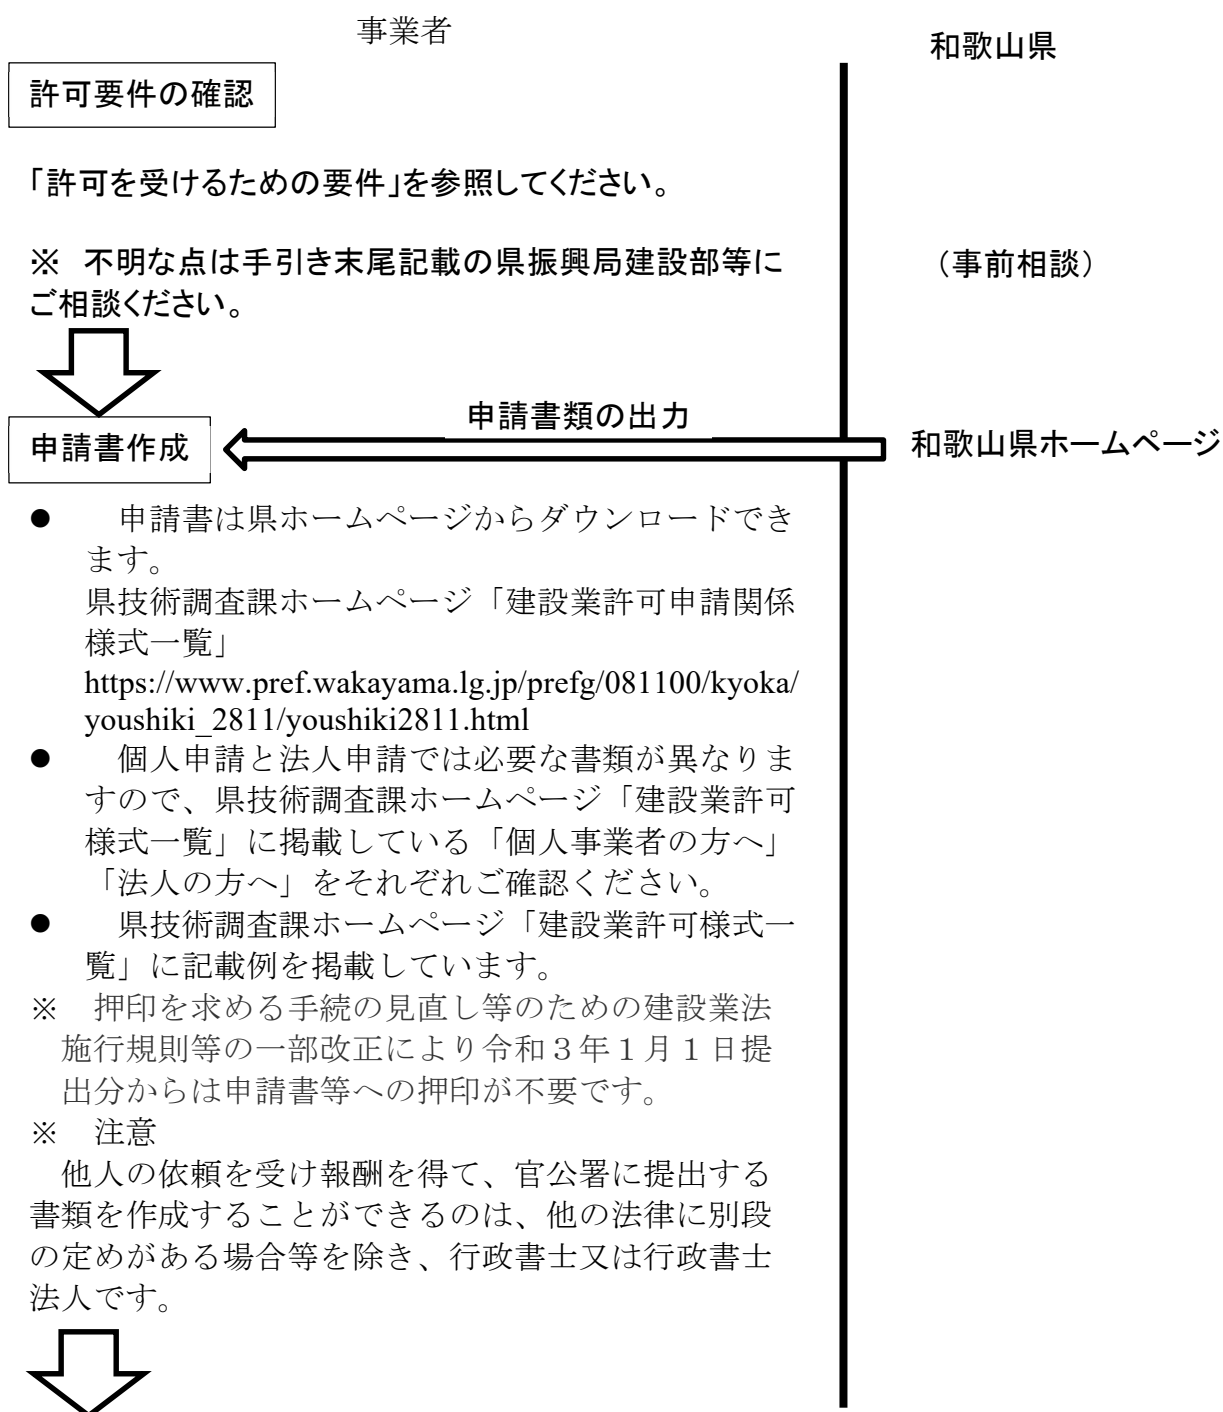 事業者
和歌山県
許可要件の確認
「許可を受けるための要件」を参照してください。
※　不明な点は手引き末尾記載の県振興局建設部等に
ご相談ください。
（事前相談）
申請書類の出力
申請書作成
和歌山県ホームページ
●　申請書は県ホームページからダウンロードでき
ます。
県技術調査課ホームページ「建設業許可申請関係
様式一覧」
https://www.pref.wakayama.lg.jp/prefg/081100/kyoka/
youshiki_2811/youshiki2811.html
●　個人申請と法人申請では必要な書類が異なりま
すので、県技術調査課ホームページ「建設業許可
様式一覧」に掲載している「個人事業者の方へ」
「法人の方へ」をそれぞれご確認ください。
●　県技術調査課ホームページ「建設業許可様式一
覧」に記載例を掲載しています。
※　押印を求める手続の見直し等のための建設業法
施行規則等の一部改正により令和３年１月１日提
出分からは申請書等への押印が不要です。
※　注意
他人の依頼を受け報酬を得て、官公署に提出する
書類を作成することができるのは、他の法律に別段
の定めがある場合等を除き、行政書士又は行政書士
法人です。